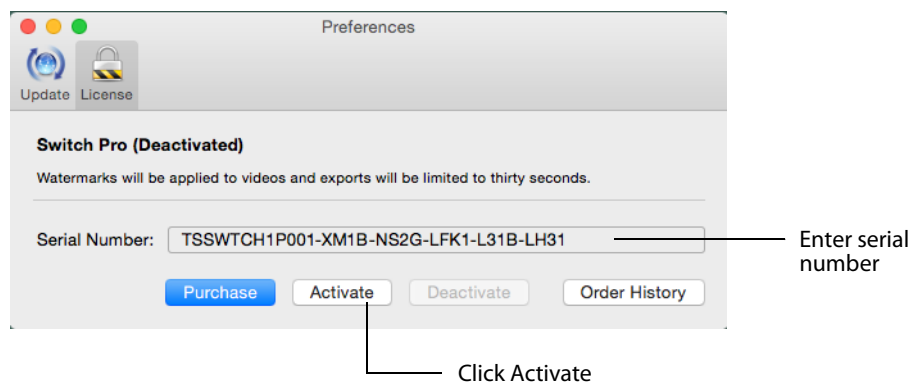 Preferences
Update License
Switch Pro (Deactivated)
Watermarks will be applied to videos and exports will be limited to thirty seconds.
Serial Number: TSSWTCH1P001-XM1B-NS2G-LFK1-L31B-LH31
Enter serial
number
Purchase Activate Deactivate Order History
Click Activate